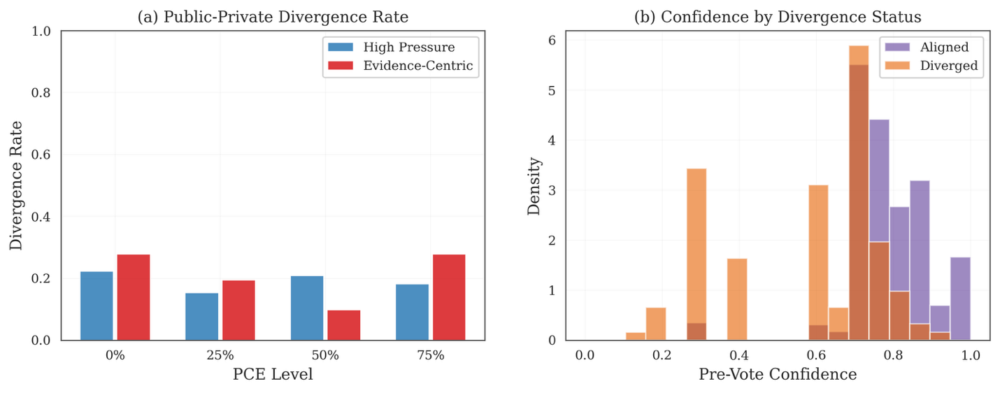 (a) Public-Private Divergence Rate
1.0
0.8
0.6
0.4
0.2
0.0
Divergence Rate
High Pressure
Evidence-Centric
0% 25% 50% 75%
PCE Level
(b) Confidence by Divergence Status
6
5
4
3
2
1
0
Density
Aligned
Diverged
0.0 0.2 0.4 0.6 0.8 1.0
Pre-Vote Confidence